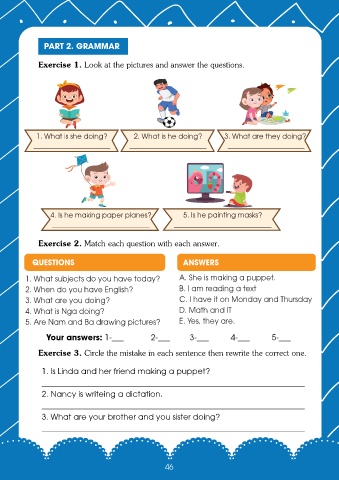 PART 2. GRAMMAR
Exercise 1. Look at the pictures and answer the questions.
1. What is she doing?
2. What is he doing?
3. What are they doing?
4. Is he making paper planes?
5. Is he painting masks?
Exercise 2. Match each question with each answer.
QUESTIONS
1. What subjects do you have today?
2. When do you have English?
3. What are you doing?
4. What is Nga doing?
5. Are Nam and Ba drawing pictures?
ANSWERS
A. She is making a puppet.
B. I am reading a text
C. I have it on Monday and Thursday
D. Math and IT
E. Yes, they are.
Your answers: 1-___ 2-___ 3-___ 4-___ 5-___
Exercise 3. Circle the mistake in each sentence then rewrite the correct one.
1. Is Linda and her friend making a puppet?
2. Nancy is writeing a dictation.
3. What are your brother and you sister doing?
46